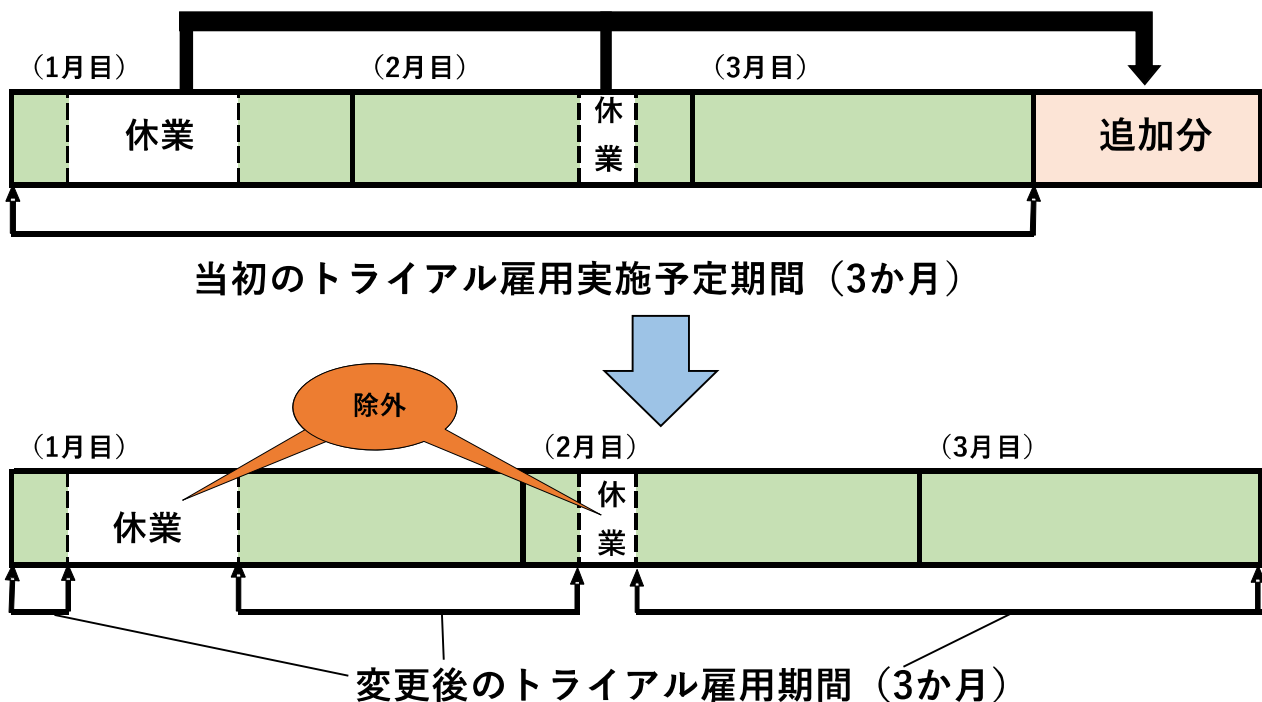 （1月目）
（2月目）
（3月目）
休業
休業
追加分
当初のトライアル雇用実施予定期間（3か月）
除外
（1月目）
（2月目）
（3月目）
休業
休業
変更後のトライアル雇用期間（3か月）